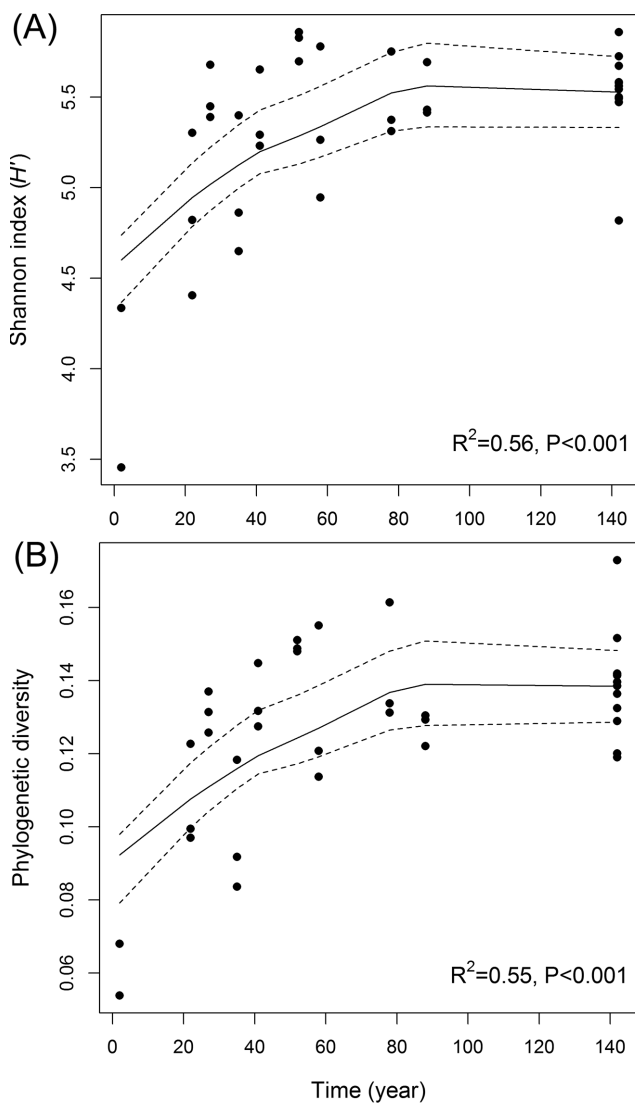 (A)
Shannon index (H′)
5.5
5.0
4.5
4.0
3.5
R²=0.56, P<0.001
0 20 40 60 80 100 120 140
(B)
Phylogenetic diversity
0.16
0.14
0.12
0.10
0.08
0.06
R²=0.55, P<0.001
0 20 40 60 80 100 120 140
Time (year)